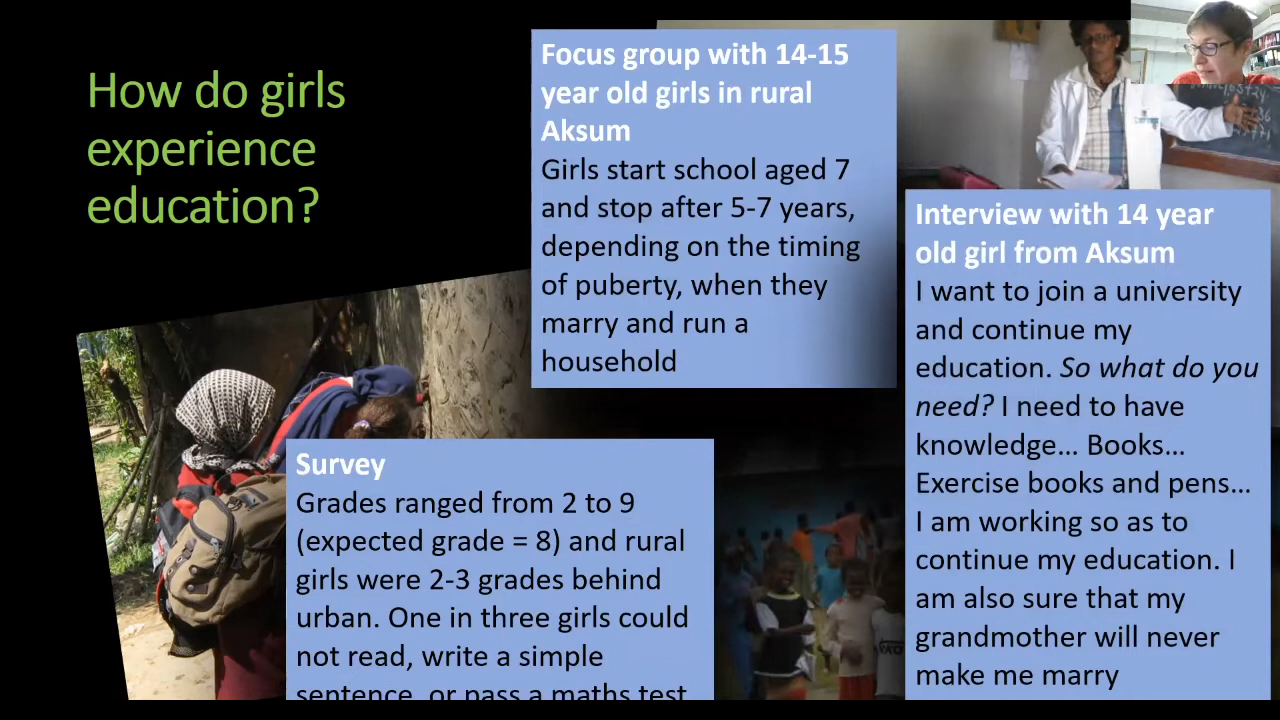 How do girls
experience
education?
Focus group with 14-15
year old girls in rural
Aksum
Girls start school aged 7
and stop after 5-7 years,
depending on the timing
of puberty, when they
marry and run a
household
Interview with 14 year
old girl from Aksum
I want to join a university
and continue my
education. So what do you
need? I need to have
knowledge… Books…
Exercise books and pens…
I am working so as to
continue my education. I
am also sure that my
grandmother will never
make me marry
Survey
Grades ranged from 2 to 9
(expected grade = 8) and rural
girls were 2-3 grades behind
urban. One in three girls could
not read, write a simple
sentence, or pass a maths test